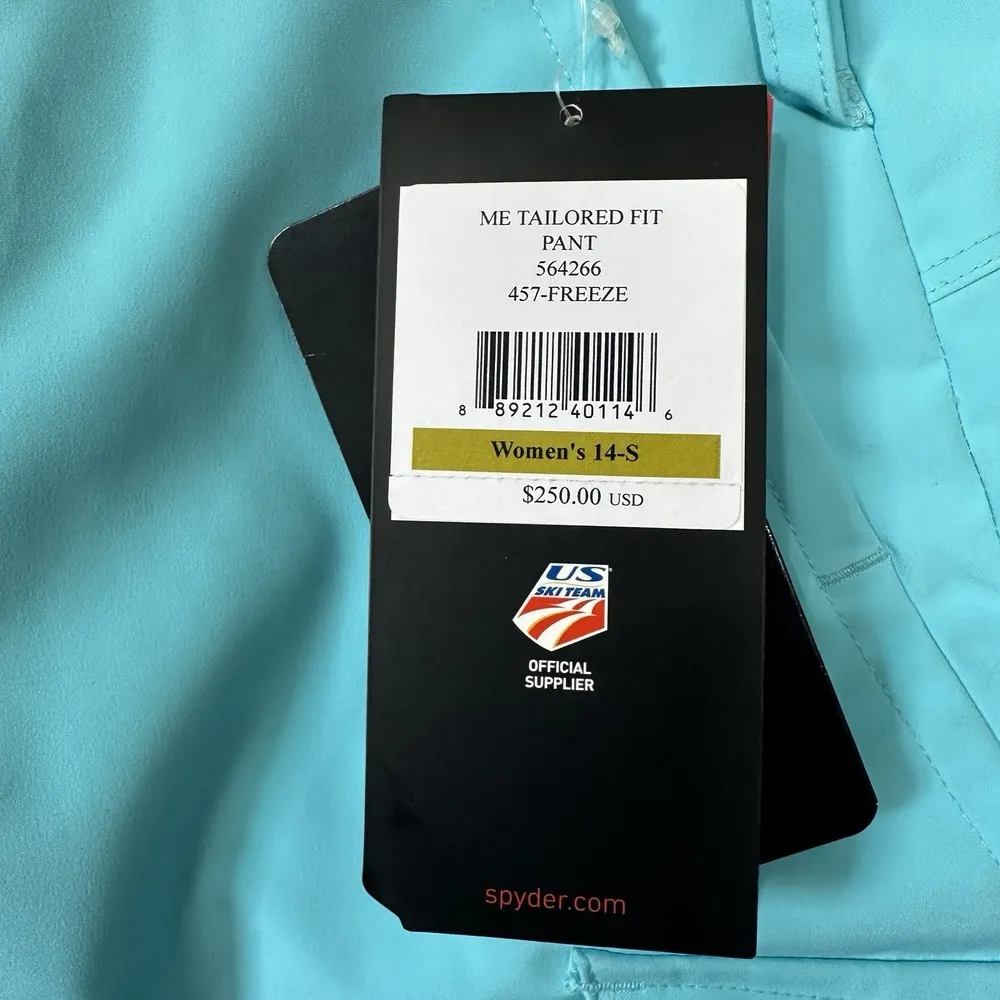 ME TAILORED FIT
PANT
564266
457-FREEZE
8 89212 40114 6
Women's 14-S
$250.00 USD
US
SKI TEAM
OFFICIAL
SUPPLIER
spyder.com